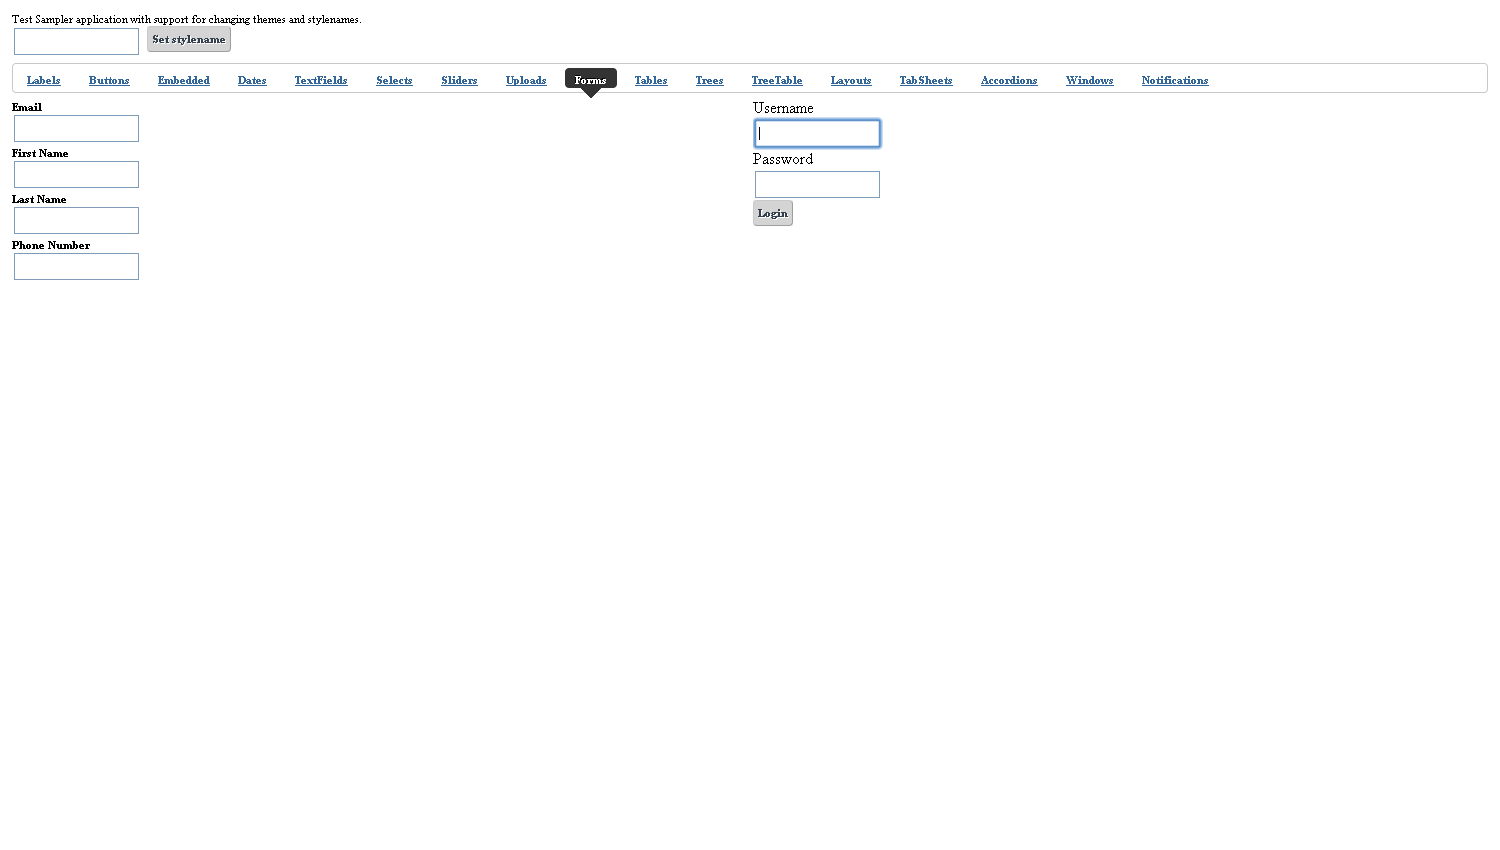 Test Sampler application with support for changing themes and stylenames.
Set stylename
Labels Buttons Embedded Dates TextFields Selects Sliders Uploads Forms Tables Trees TreeTable Layouts TabSheets Accordions Windows Notifications
Email
First Name
Last Name
Phone Number
Username
Password
Login